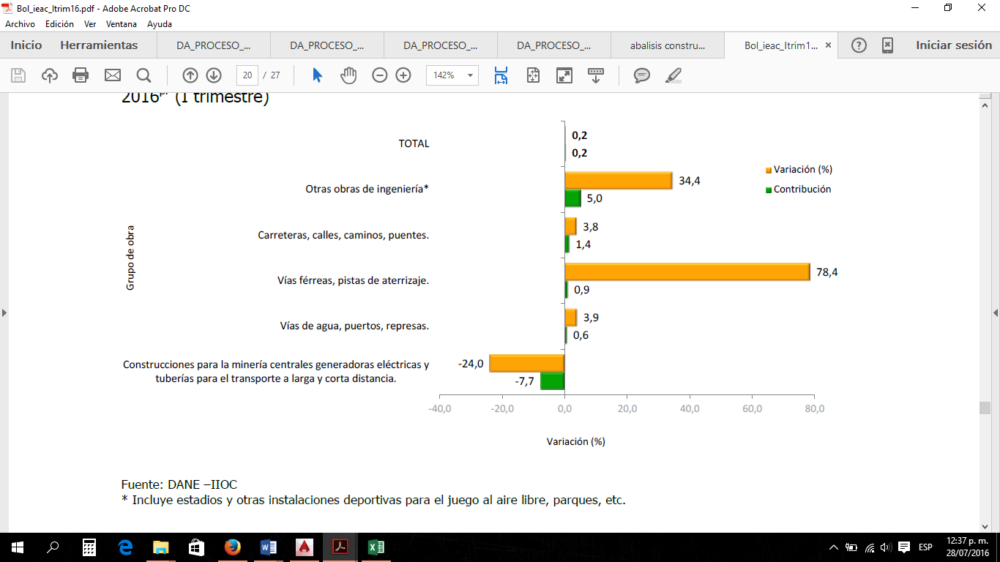 Bol_ieac_Itrim16.pdf - Adobe Acrobat Pro DC
Archivo Edición Ver Ventana Ayuda
Inicio Herramientas DA_PROCESO_... DA_PROCESO_... DA_PROCESO_... DA_PROCESO_... abalisis constru... Bol_ieac_Itrim1... × Iniciar sesión
20 / 27 142%
2016ᵖʳ (I trimestre)
TOTAL
0,2
0,2
Variación (%)
Contribución
Otras obras de ingeniería*
34,4
5,0
Carreteras, calles, caminos, puentes.
3,8
1,4
Grupo de obra
Vías férreas, pistas de aterrizaje.
78,4
0,9
Vías de agua, puertos, represas.
3,9
0,6
Construcciones para la minería centrales generadoras eléctricas y
tuberías para el transporte a larga y corta distancia.
-24,0
-7,7
-40,0 -20,0 0,0 20,0 40,0 60,0 80,0
Variación (%)
Fuente: DANE –IIOC
* Incluye estadios y otras instalaciones deportivas para el juego al aire libre, parques, etc.
ESP
12:37 p. m.
28/07/2016